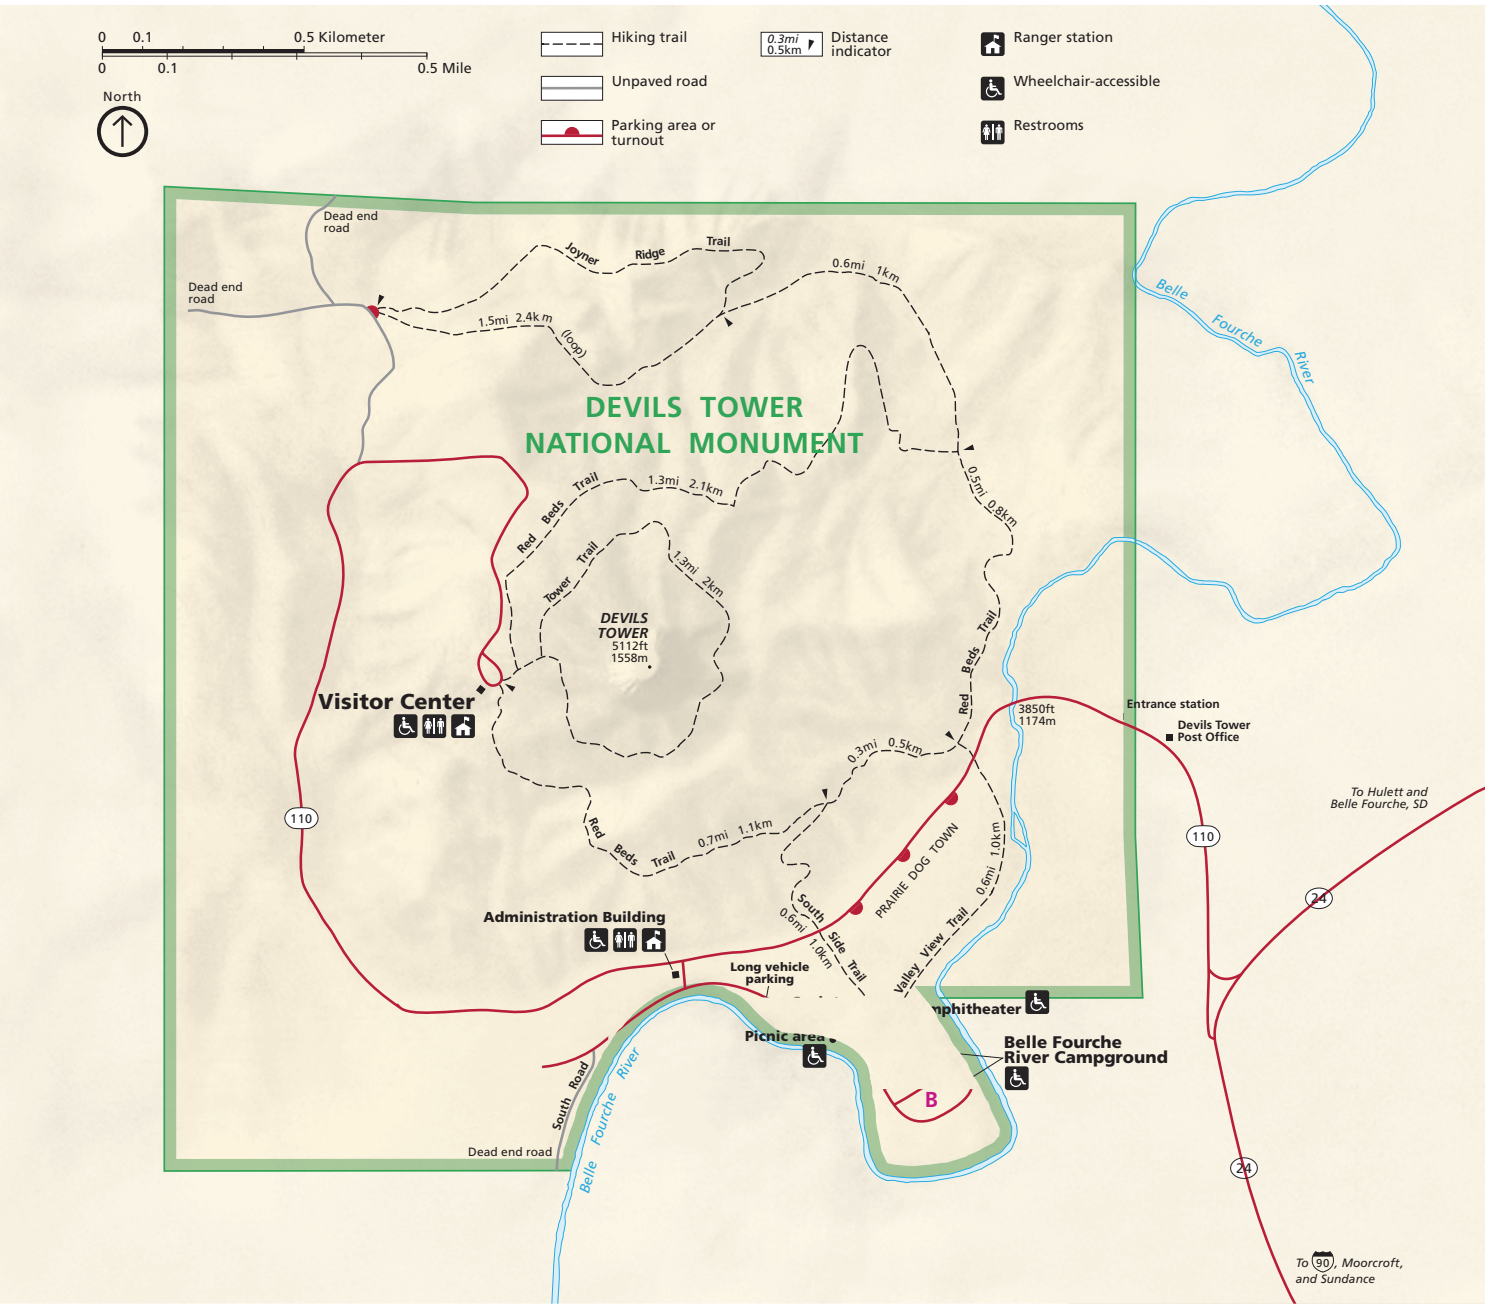 0 0.1 0.5 Kilometer
0 0.1 0.5 Mile
North
Hiking trail
Unpaved road
Parking area or
turnout
0.3mi
0.5km
Distance
indicator
Ranger station
Wheelchair-accessible
Restrooms
Dead end
road
Dead end
road
Joyner Ridge Trail
1.5mi 2.4km (loop)
0.6mi 1km
Belle Fourche River
DEVILS TOWER
NATIONAL MONUMENT
Red Beds Trail
1.3mi 2.1km
0.5mi 0.8km
Tower Trail
1.3mi 2km
DEVILS
TOWER
5112ft
1558m
Red Beds Trail
Visitor Center
3850ft
1174m
Entrance station
Devils Tower
Post Office
0.3mi 0.5km
To Hulett and
Belle Fourche, SD
110
110
24
Red Beds Trail
0.7mi 1.1km
PRAIRIE DOG TOWN
0.6mi 1.0km
Valley View Trail
South Side Trail
0.6mi 1.0km
Administration Building
Long vehicle
parking
mphitheater
Picnic area
Belle Fourche
River Campground
B
South Road
Belle Fourche River
Dead end road
24
To 90, Moorcroft,
and Sundance